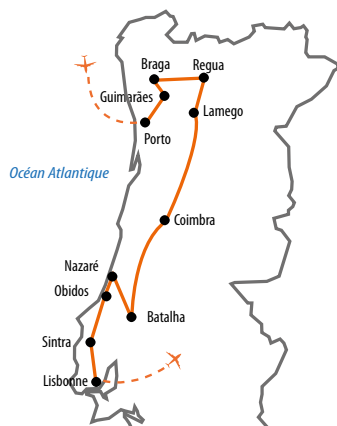 Braga
Regua
Guimarães
Lamego
Porto
Océan Atlantique
Coimbra
Nazaré
Obidos
Batalha
Sintra
Lisbonne